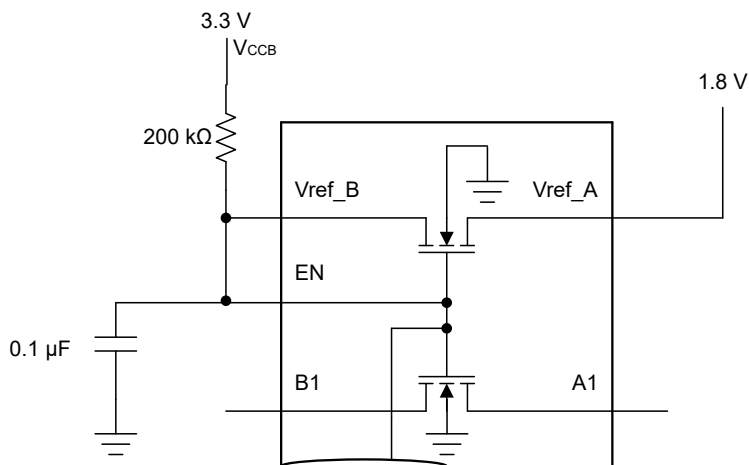 3.3 V
VCCB
1.8 V
200 kΩ
Vref_B
Vref_A
EN
0.1 µF
B1
A1